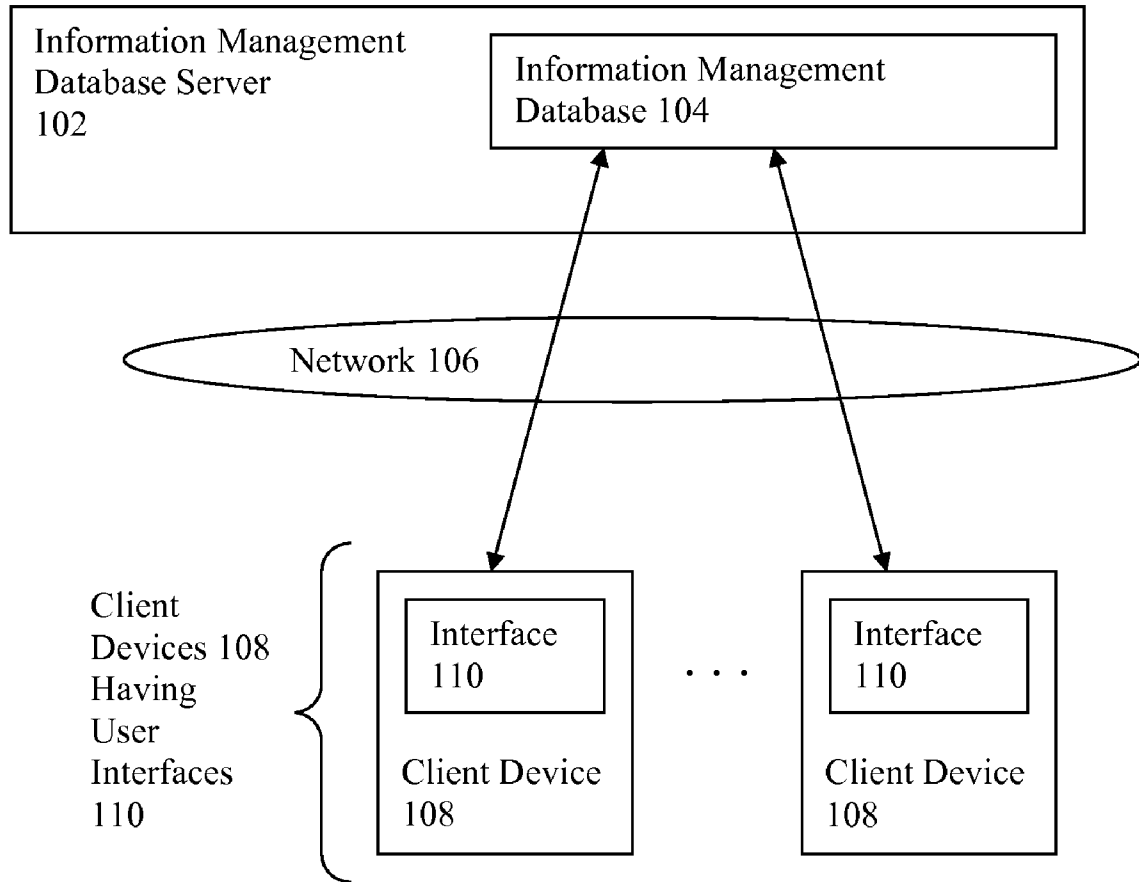 Information Management
Database Server
102
Information Management
Database 104
Network 106
Client
Devices 108
Having
User
Interfaces
110
Interface
110
Client Device
108
. . .
Interface
110
Client Device
108